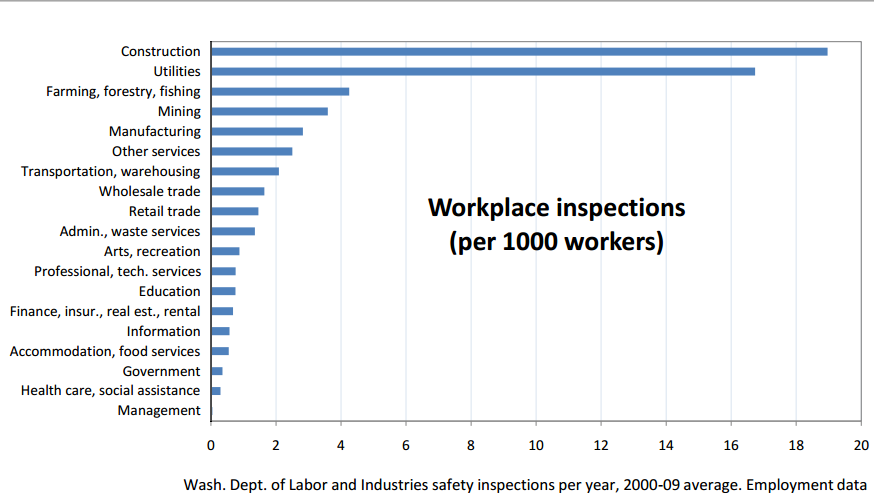 Construction
Utilities
Farming, forestry, fishing
Mining
Manufacturing
Other services
Transportation, warehousing
Wholesale trade
Retail trade
Admin., waste services
Arts, recreation
Professional, tech. services
Education
Finance, insur., real est., rental
Information
Accommodation, food services
Government
Health care, social assistance
Management
Workplace inspections
(per 1000 workers)
0 2 4 6 8 10 12 14 16 18 20
Wash. Dept. of Labor and Industries safety inspections per year, 2000-09 average. Employment data